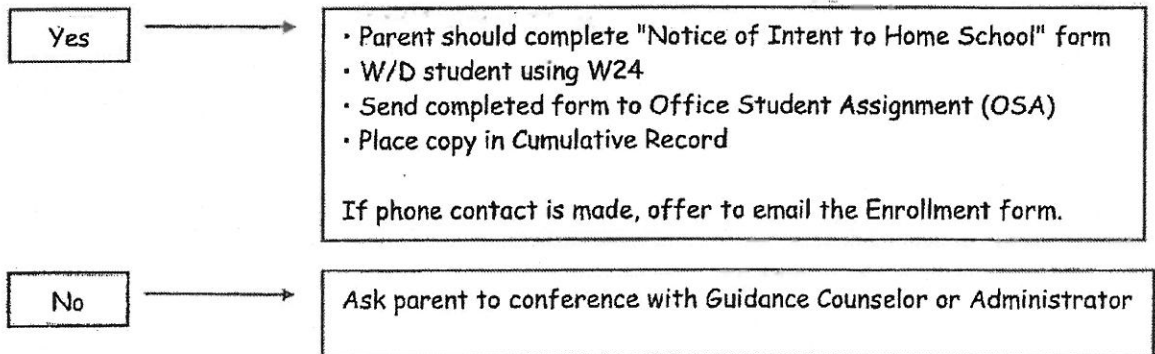 Yes
· Parent should complete "Notice of Intent to Home School" form
· W/D student using W24
· Send completed form to Office Student Assignment (OSA)
· Place copy in Cumulative Record
If phone contact is made, offer to email the Enrollment form.
No
Ask parent to conference with Guidance Counselor or Administrator